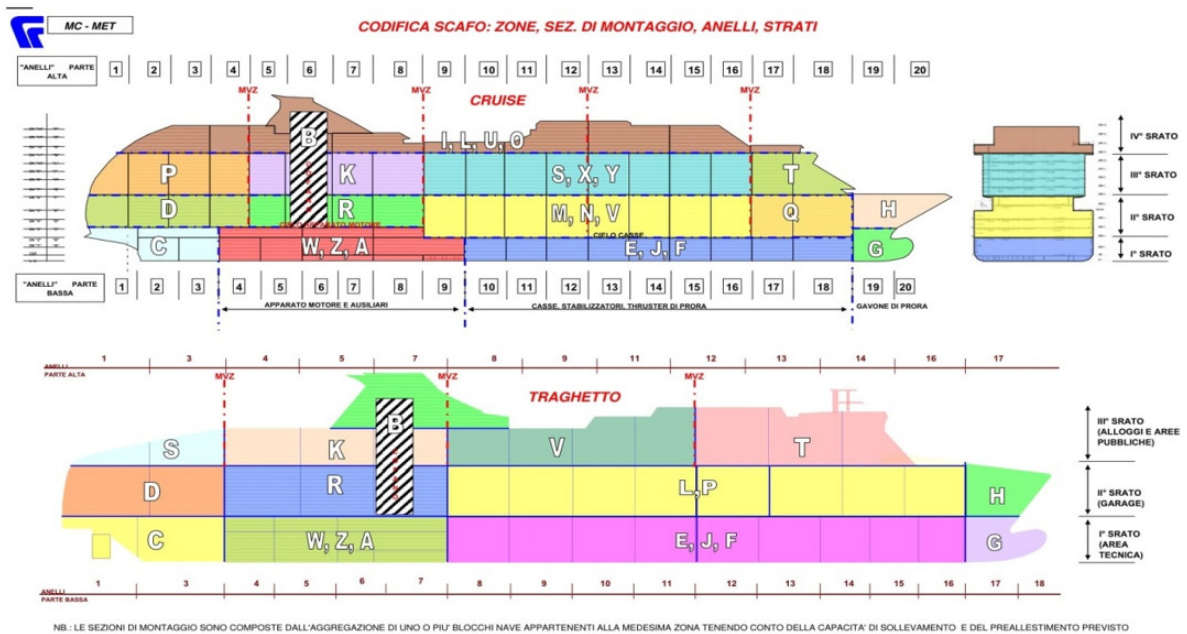 MC - MET
CODIFICA SCAFO: ZONE, SEZ. DI MONTAGGIO, ANELLI, STRATI
"ANELLI" PARTE
ALTA
1 2 3 4 5 6 7 8 9 10 11 12 13 14 15 16 17 18 19 20
MVZ MVZ MVZ MVZ
CRUISE
B
I, L, U, O
P K S, X, Y T
D R M, N, V Q H
CIELO CASSE
C W, Z, A E, J, F G
IV° SRATO
III° SRATO
II° SRATO
I° SRATO
"ANELLI" PARTE
BASSA
1 2 3 4 5 6 7 8 9 10 11 12 13 14 15 16 17 18 19 20
APPARATO MOTORE E AUSILIARI
CASSE, STABILIZZATORI, THRUSTER DI PRORA
GAVONE DI PRORA
ANELLI
PARTE ALTA
1 3 4 5 7 8 9 11 12 13 14 16 17
MVZ MVZ MVZ
TRAGHETTO
B
S K V T
D R L,P H
C W, Z, A E, J, F G
III° SRATO
(ALLOGGI E AREE
PUBBLICHE)
II° SRATO
(GARAGE)
I° SRATO
(AREA
TECNICA)
ANELLI
PARTE BASSA
1 3 4 5 6 7 8 9 10 11 12 13 14 15 16 17 18
NB.: LE SEZIONI DI MONTAGGIO SONO COMPOSTE DALL'AGGREGAZIONE DI UNO O PIU' BLOCCHI NAVE APPARTENENTI ALLA MEDESIMA ZONA TENENDO CONTO DELLA CAPACITA' DI SOLLEVAMENTO E DEL PREALLESTIMENTO PREVISTO